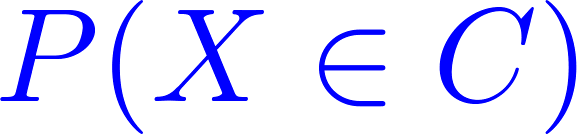 P(X ∈ C)